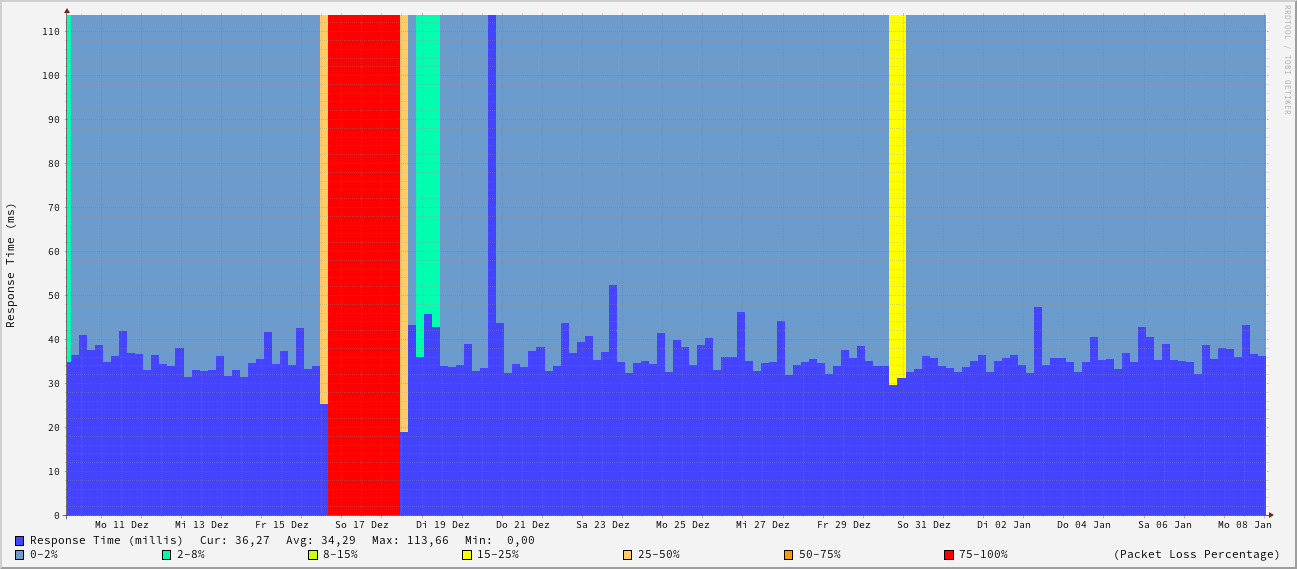 RRDTOOL / TOBI OETIKER
Response Time (ms)
110
100
90
80
70
60
50
40
30
20
10
0
Mo 11 Dez Mi 13 Dez Fr 15 Dez So 17 Dez Di 19 Dez Do 21 Dez Sa 23 Dez Mo 25 Dez Mi 27 Dez Fr 29 Dez So 31 Dez Di 02 Jan Do 04 Jan Sa 06 Jan Mo 08 Jan
Response Time (millis) Cur: 36,27 Avg: 34,29 Max: 113,66 Min: 0,00
0-2% 2-8% 8-15% 15-25% 25-50% 50-75% 75-100% (Packet Loss Percentage)